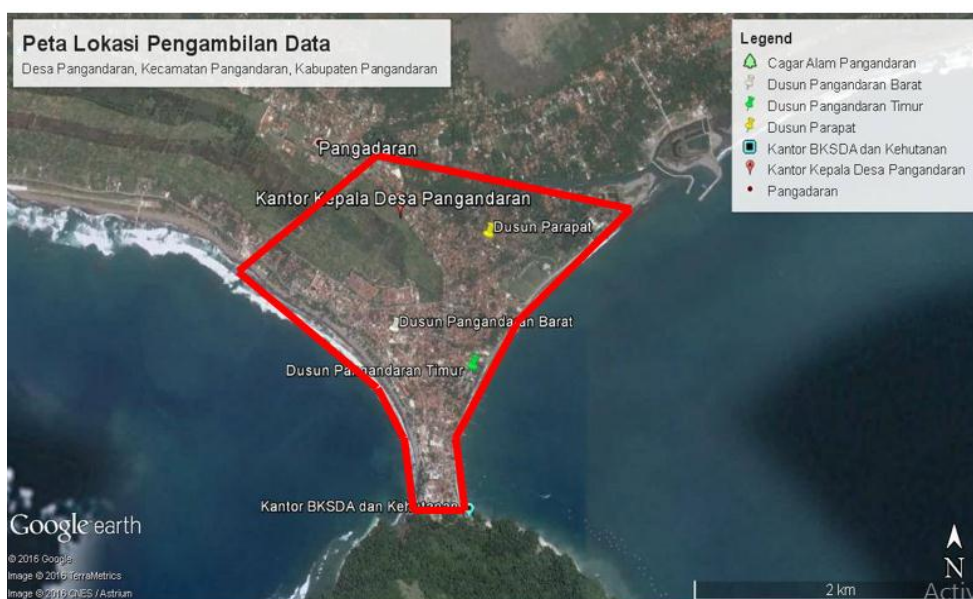 Peta Lokasi Pengambilan Data
Desa Pangandaran, Kecamatan Pangandaran, Kabupaten Pangandaran
Legend
Cagar Alam Pangandaran
Dusun Pangandaran Barat
Dusun Pangandaran Timur
Dusun Parapat
Kantor BKSDA dan Kehutanan
Kantor Kepala Desa Pangandaran
Pangadaran
Pangadaran
Kantor Kepala Desa Pangandaran
Dusun Parapat
Dusun Pangandaran Barat
Dusun Pangandaran Timur
Kantor BKSDA dan Kehutanan
Google earth
© 2016 Google
Image © 2016 TerraMetrics
Image © 2016 CNES / Astrium
N
2 km
Activ